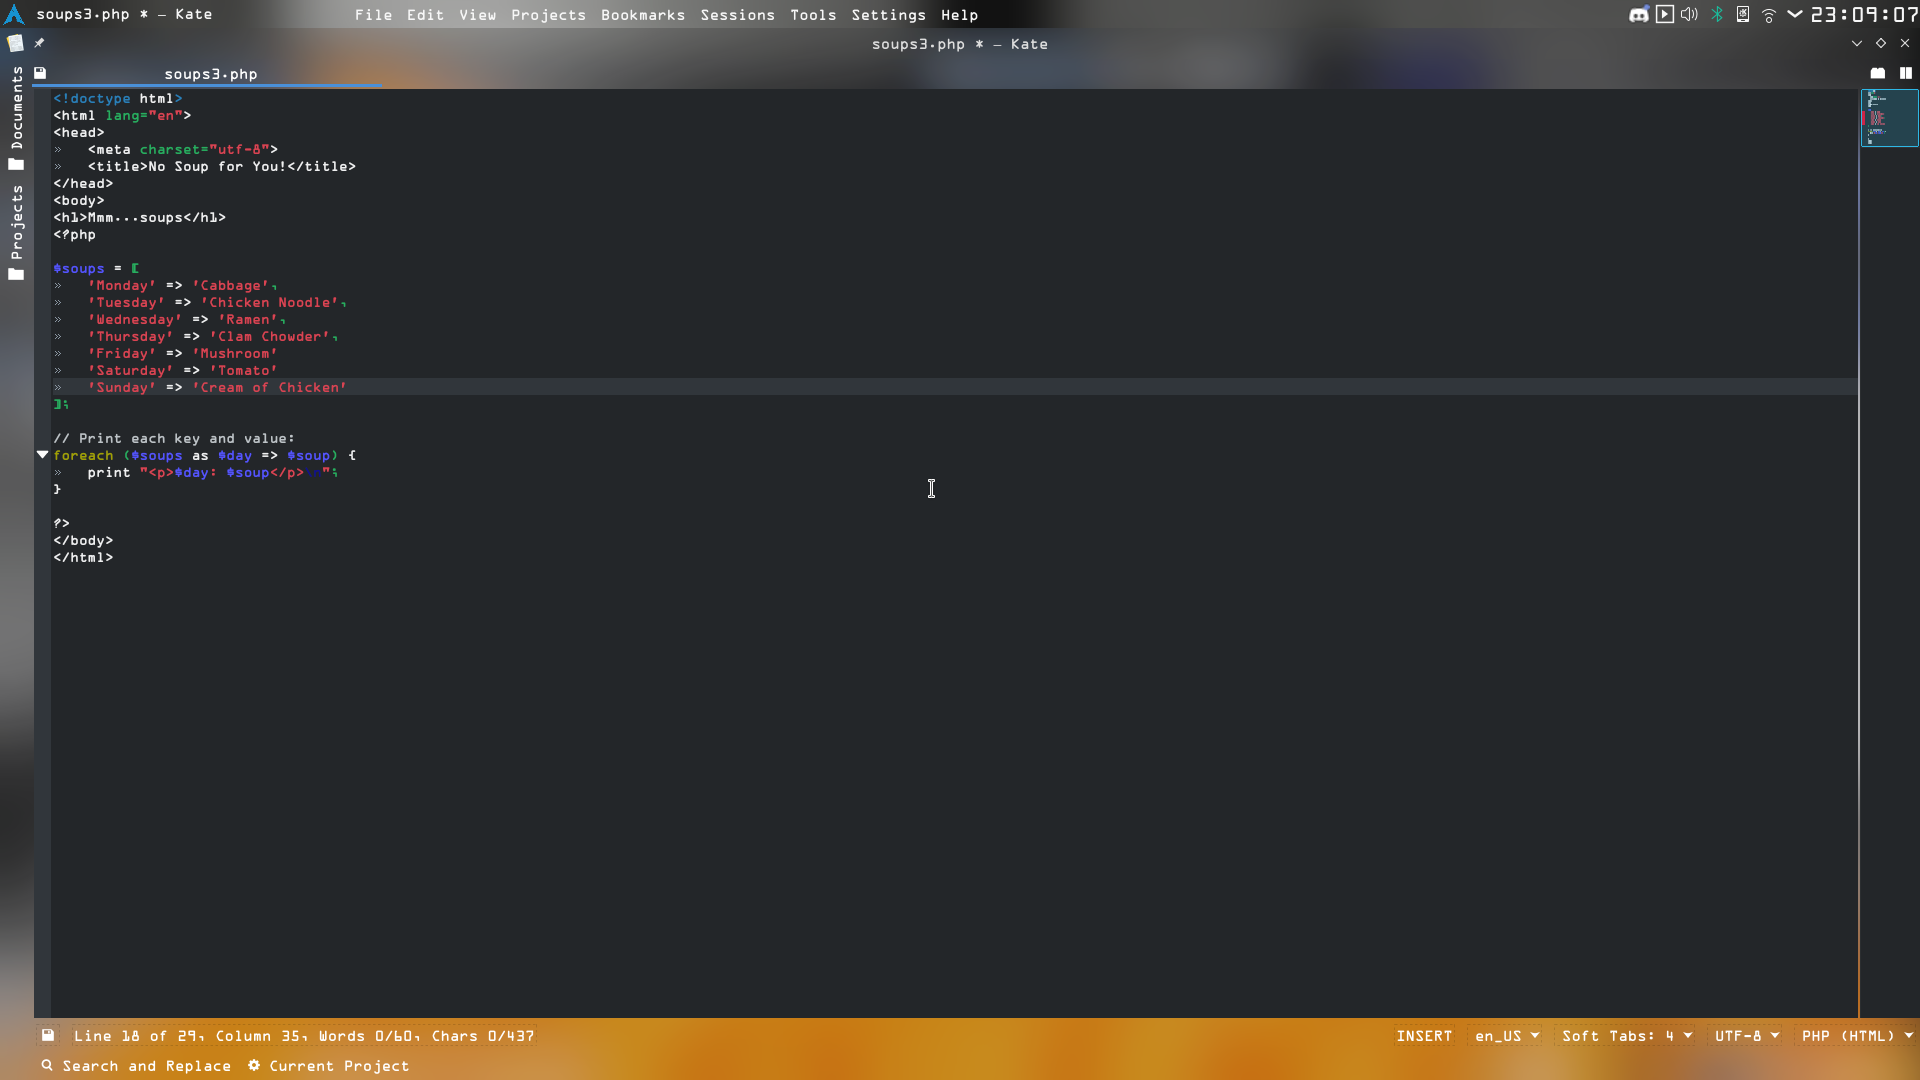 soups3.php * — Kate
File Edit View Projects Bookmarks Sessions Tools Settings Help
23:09:07
soups3.php * — Kate
Documents
Projects
soups3.php
<!doctype html>
<html lang="en">
<head>
» <meta charset="utf-8">
» <title>No Soup for You!</title>
</head>
<body>
<h1>Mmm...soups</h1>
<?php
$soups = [
» 'Monday' => 'Cabbage',
» 'Tuesday' => 'Chicken Noodle',
» 'Wednesday' => 'Ramen',
» 'Thursday' => 'Clam Chowder',
» 'Friday' => 'Mushroom'
» 'Saturday' => 'Tomato'
» 'Sunday' => 'Cream of Chicken'
];
// Print each key and value:
foreach ($soups as $day => $soup) {
» print "<p>$day: $soup</p>\n";
}
?>
</body>
</html>
Line 18 of 29, Column 35, Words 0/60, Chars 0/437
INSERT en_US Soft Tabs: 4 UTF-8 PHP (HTML)
Search and Replace Current Project